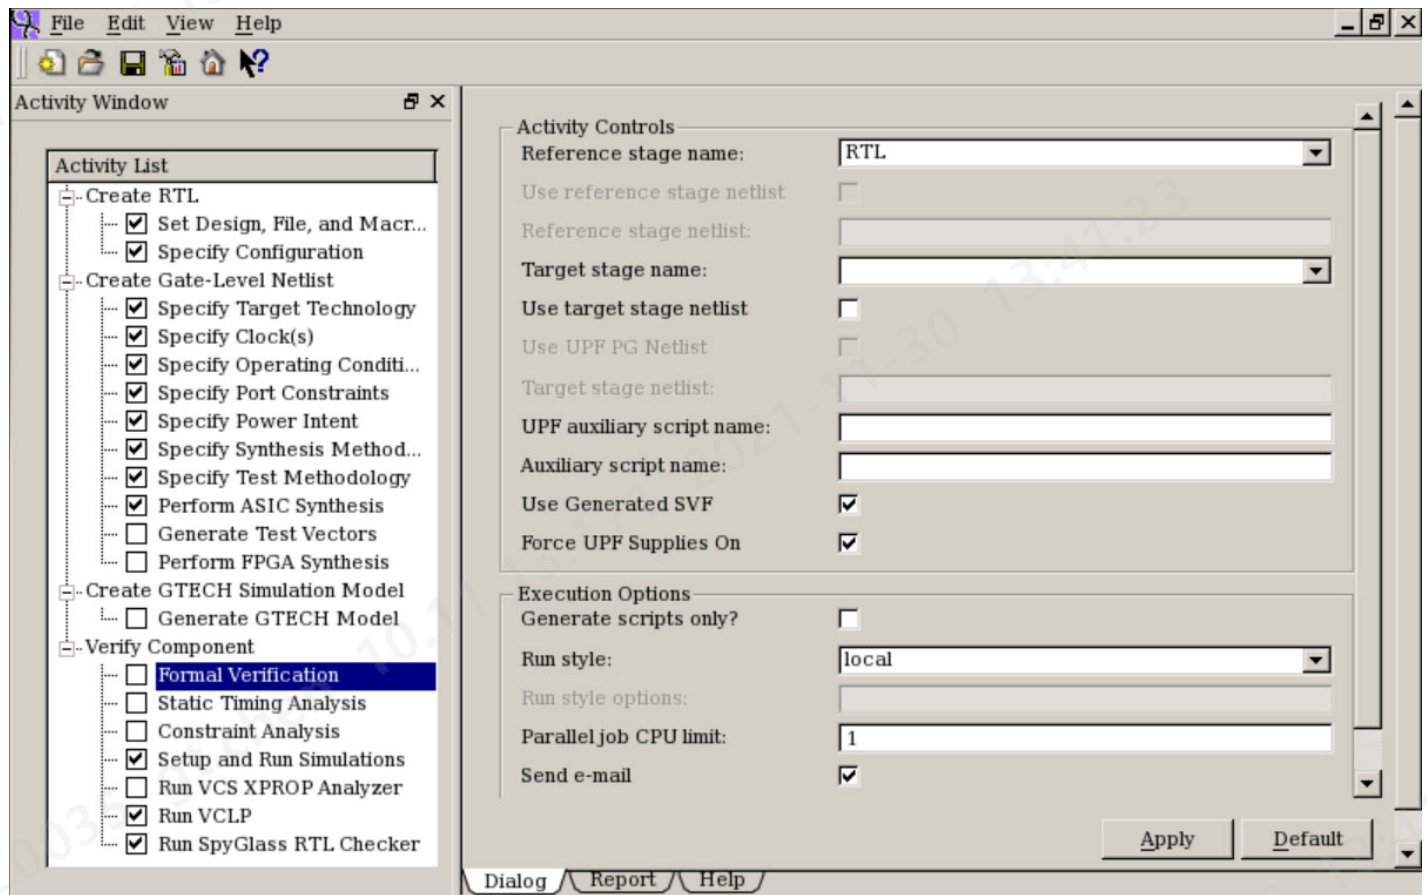 File Edit View Help
Activity Window
Activity List
Create RTL
Set Design, File, and Macr...
Specify Configuration
Create Gate-Level Netlist
Specify Target Technology
Specify Clock(s)
Specify Operating Conditi...
Specify Port Constraints
Specify Power Intent
Specify Synthesis Method...
Specify Test Methodology
Perform ASIC Synthesis
Generate Test Vectors
Perform FPGA Synthesis
Create GTECH Simulation Model
Generate GTECH Model
Verify Component
Formal Verification
Static Timing Analysis
Constraint Analysis
Setup and Run Simulations
Run VCS XPROP Analyzer
Run VCLP
Run SpyGlass RTL Checker
Activity Controls
Reference stage name: RTL
Use reference stage netlist
Reference stage netlist:
Target stage name:
Use target stage netlist
Use UPF PG Netlist
Target stage netlist:
UPF auxiliary script name:
Auxiliary script name:
Use Generated SVF
Force UPF Supplies On
Execution Options
Generate scripts only?
Run style: local
Run style options:
Parallel job CPU limit: 1
Send e-mail
Apply Default
Dialog Report Help
2021-11-30 13:41:23